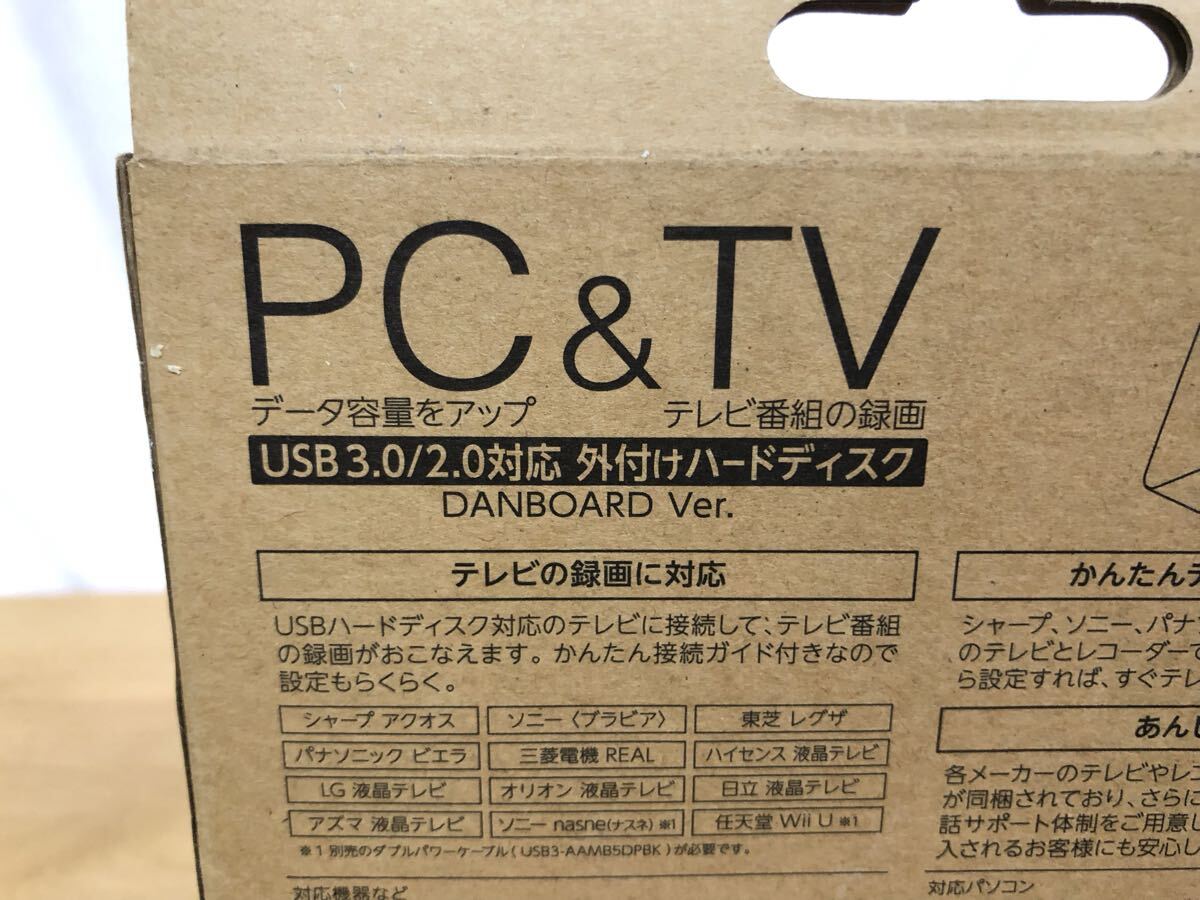 PC & TV
データ容量をアップ テレビ番組の録画
USB3.0/2.0対応 外付けハードディスク
DANBOARD Ver.
テレビの録画に対応
USBハードディスク対応のテレビに接続して、テレビ番組
の録画がおこなえます。かんたん接続ガイド付きなので
設定もらくらく。
シャープ アクオス ソニー〈ブラビア〉 東芝 レグザ
パナソニック ビエラ 三菱電機 REAL ハイセンス 液晶テレビ
LG 液晶テレビ オリオン 液晶テレビ 日立 液晶テレビ
アズマ 液晶テレビ ソニー nasne(ナスネ) ※1 任天堂 Wii U ※1
※1 別売のダブルパワーケーブル(USB3-AAMB5DPBK)が必要です。
対応機器など
かんたん
シャープ、ソニー、パナ
のテレビとレコーダーで
ら設定すれば、すぐテレ
あんし
各メーカーのテレビやレコ
が同梱されており、さらに
話サポート体制をご用意し
入されるお客様にも安心し
対応パソコン